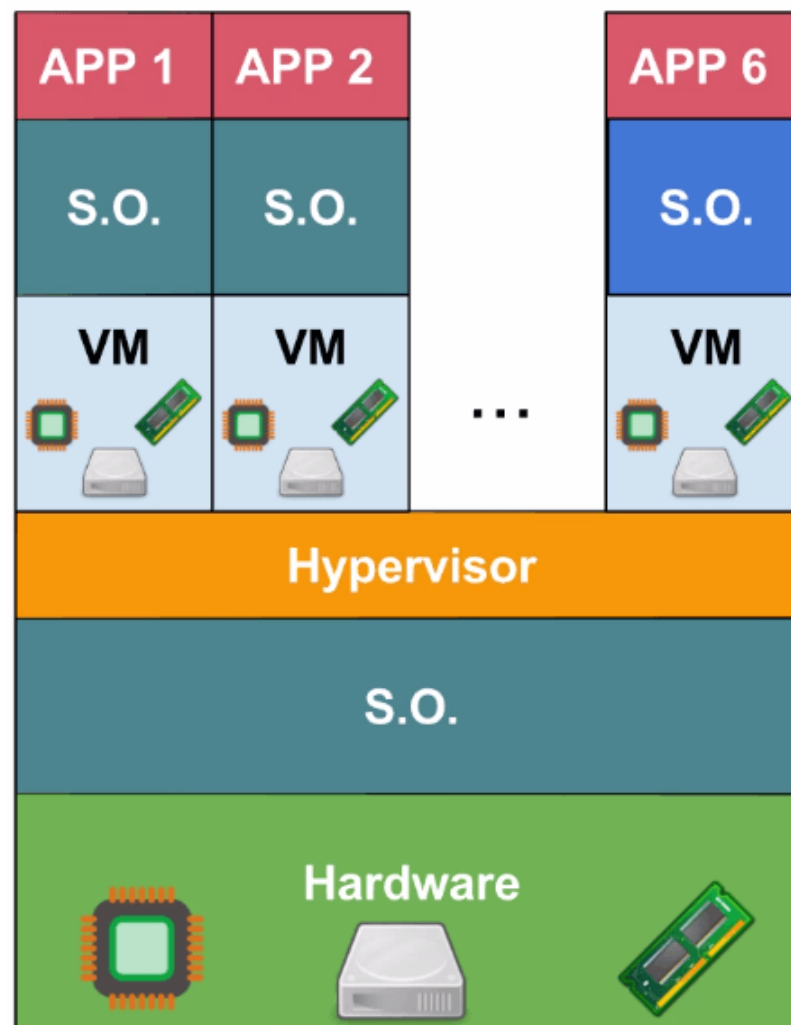 APP 1 APP 2 APP 6
S.O. S.O. S.O.
VM VM VM
...
Hypervisor
S.O.
Hardware